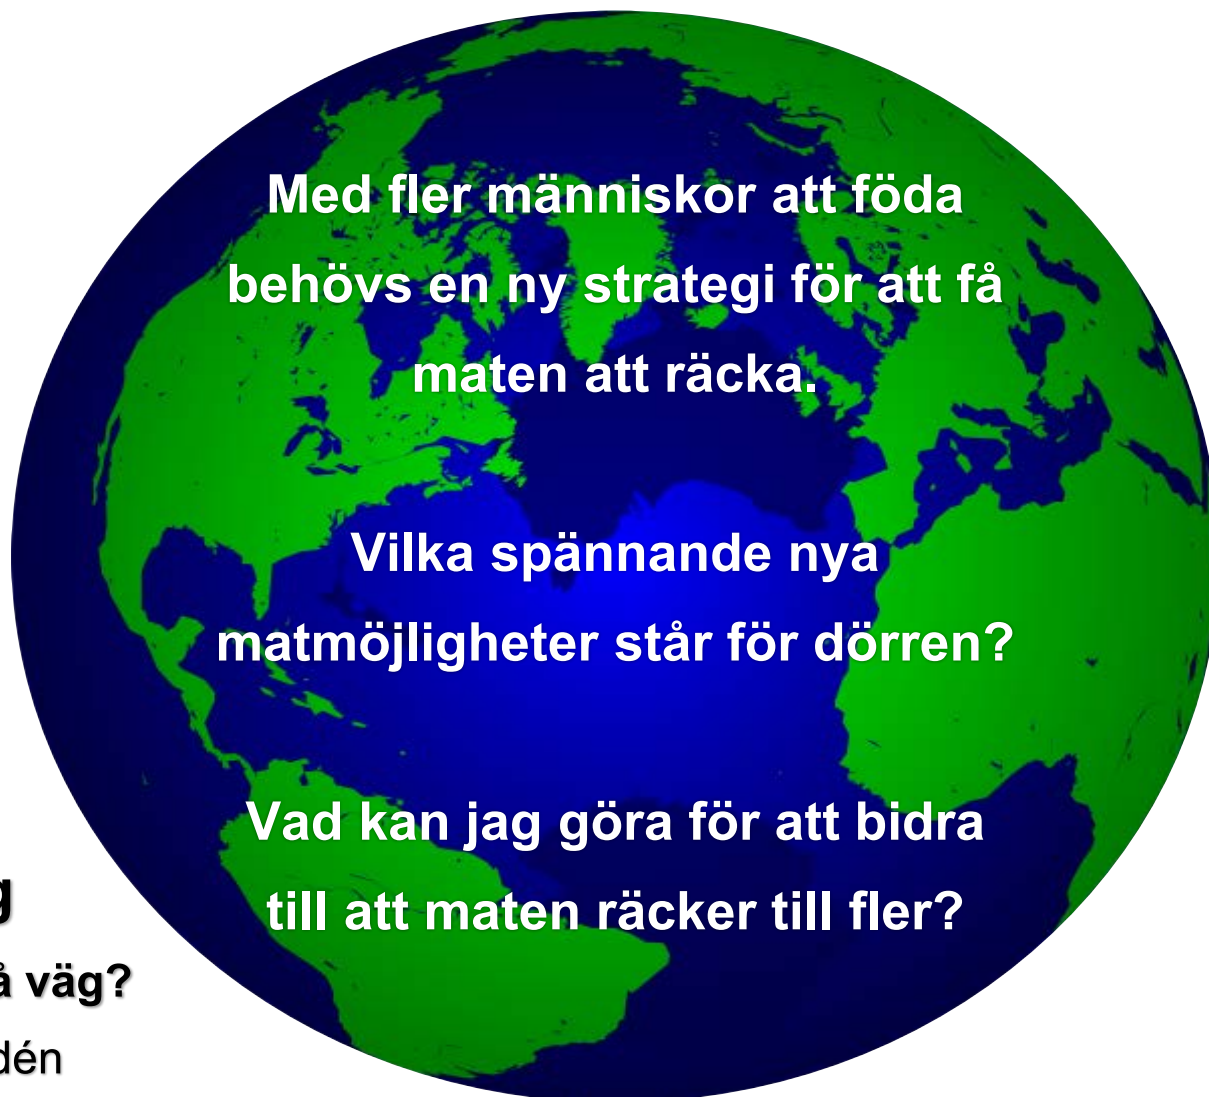 Med fler människor att föda
behövs en ny strategi för att få
maten att räcka.
Vilka spännande nya
matmöjligheter står för dörren?
Vad kan jag göra för att bidra
till att maten räcker till fler?
väg?